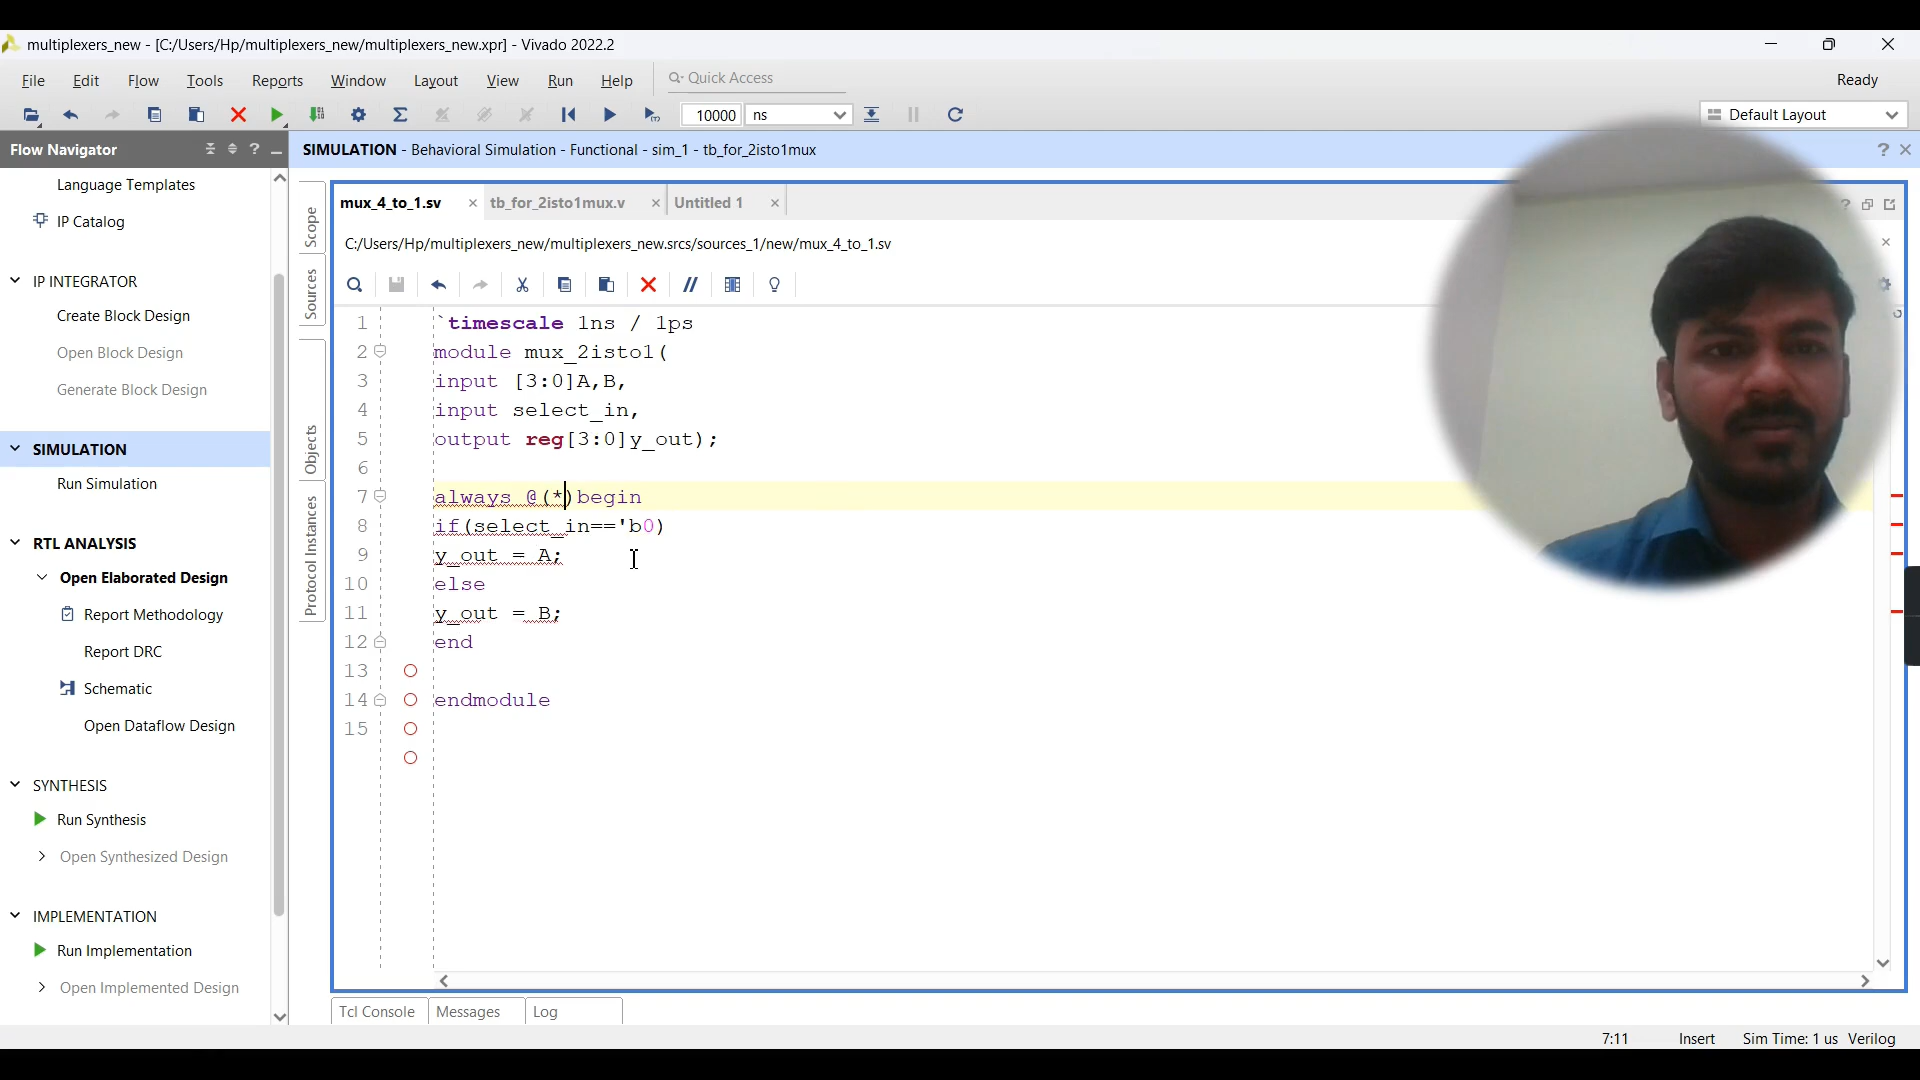 multiplexers_new - [C:/Users/Hp/multiplexers_new/multiplexers_new.xpr] - Vivado 2022.2
File Edit Flow Tools Reports Window Layout View Run Help Quick Access
Ready
10000 ns
Default Layout
Flow Navigator
SIMULATION - Behavioral Simulation - Functional - sim_1 - tb_for_2isto1mux
Language Templates
IP Catalog
IP INTEGRATOR
Create Block Design
Open Block Design
Generate Block Design
SIMULATION
Run Simulation
RTL ANALYSIS
Open Elaborated Design
Report Methodology
Report DRC
Schematic
Open Dataflow Design
SYNTHESIS
Run Synthesis
Open Synthesized Design
IMPLEMENTATION
Run Implementation
Open Implemented Design
Scope
Sources
Objects
Protocol Instances
mux_4_to_1.sv tb_for_2isto1mux.v Untitled 1
C:/Users/Hp/multiplexers_new/multiplexers_new.srcs/sources_1/new/mux_4_to_1.sv
1 `timescale 1ns / 1ps
2 module mux_2isto1(
3 input [3:0]A,B,
4 input select_in,
5 output reg[3:0]y_out);
6
7 always @(*)begin
8 if(select_in=='b0)
9 y_out = A;
10 else
11 y_out = B;
12 end
13
14 endmodule
15
Tcl Console Messages Log
7:11 Insert Sim Time: 1 us Verilog